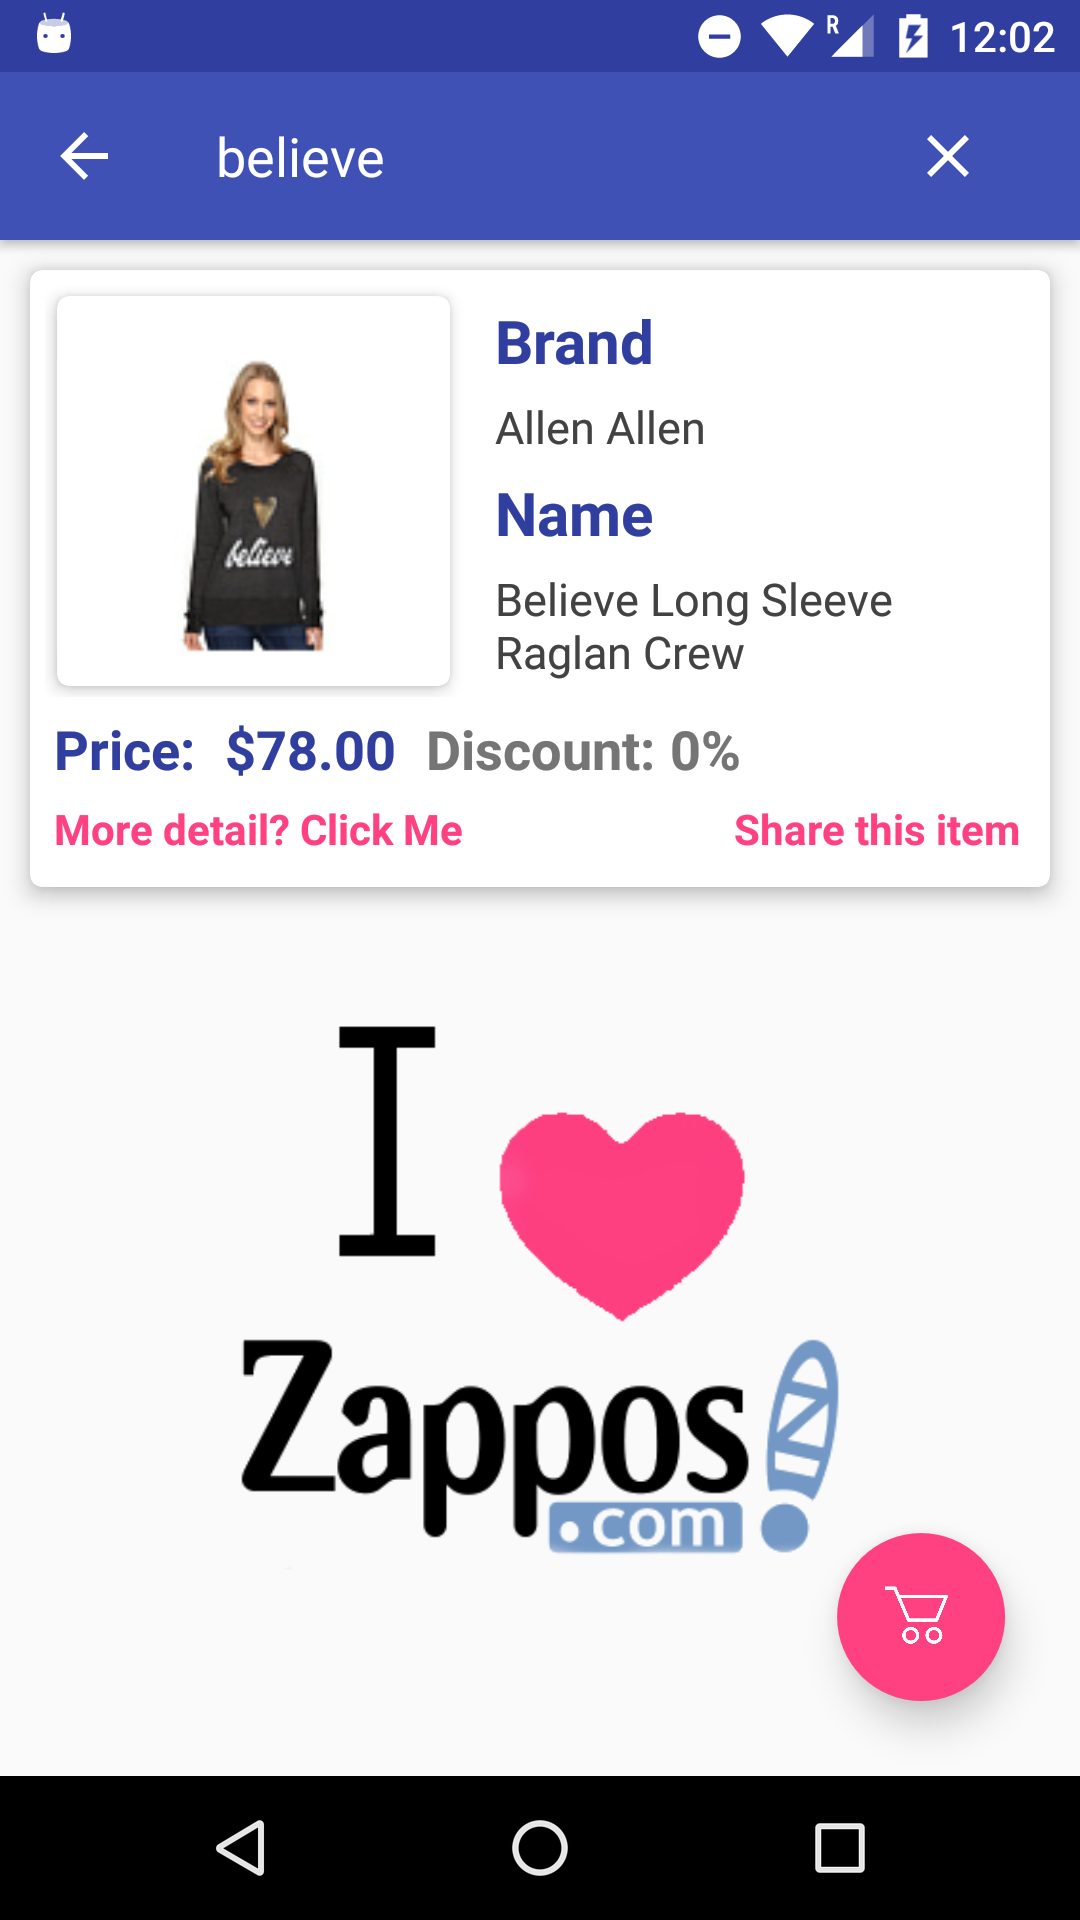 R 12:02
believe
Brand
Allen Allen
believe
Name
Believe Long Sleeve
Raglan Crew
Price: $78.00 Discount: 0%
More detail? Click Me
Share this item
I
Zappos
.com